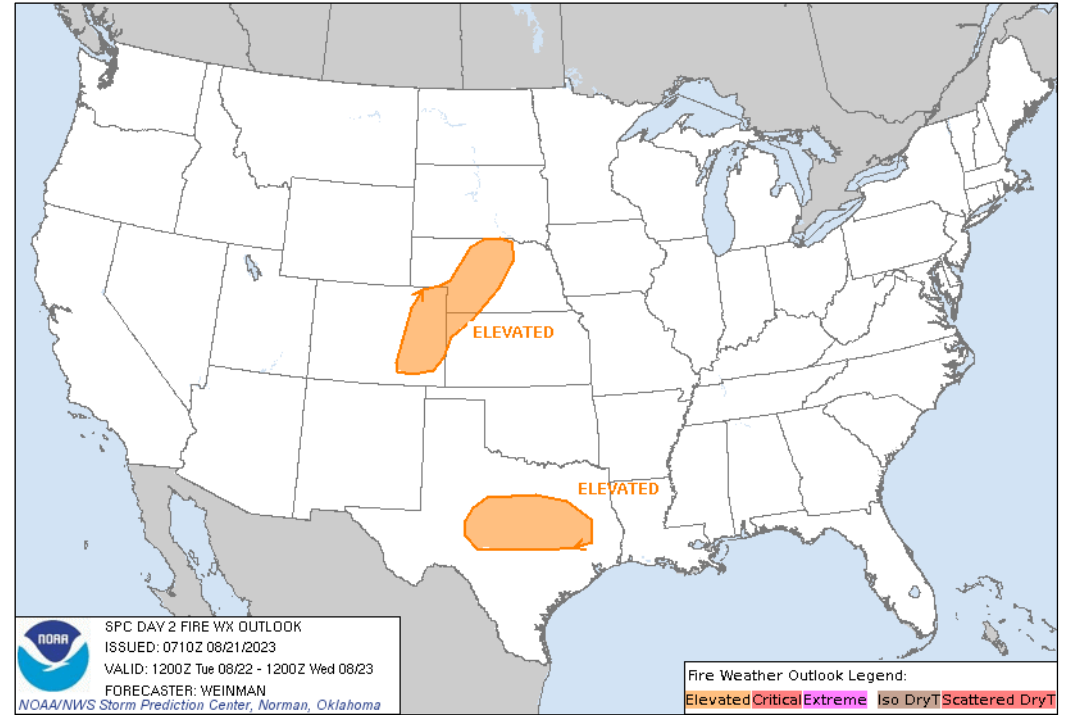 ELEVATED
ELEVATED
NOAA
SPC DAY 2 FIRE WX OUTLOOK
ISSUED: 0710Z 08/21/2023
VALID: 1200Z Tue 08/22 - 1200Z Wed 08/23
FORECASTER: WEINMAN
NOAA/NWS Storm Prediction Center, Norman, Oklahoma
Fire Weather Outlook Legend:
Elevated Critical Extreme Iso DryT Scattered DryT